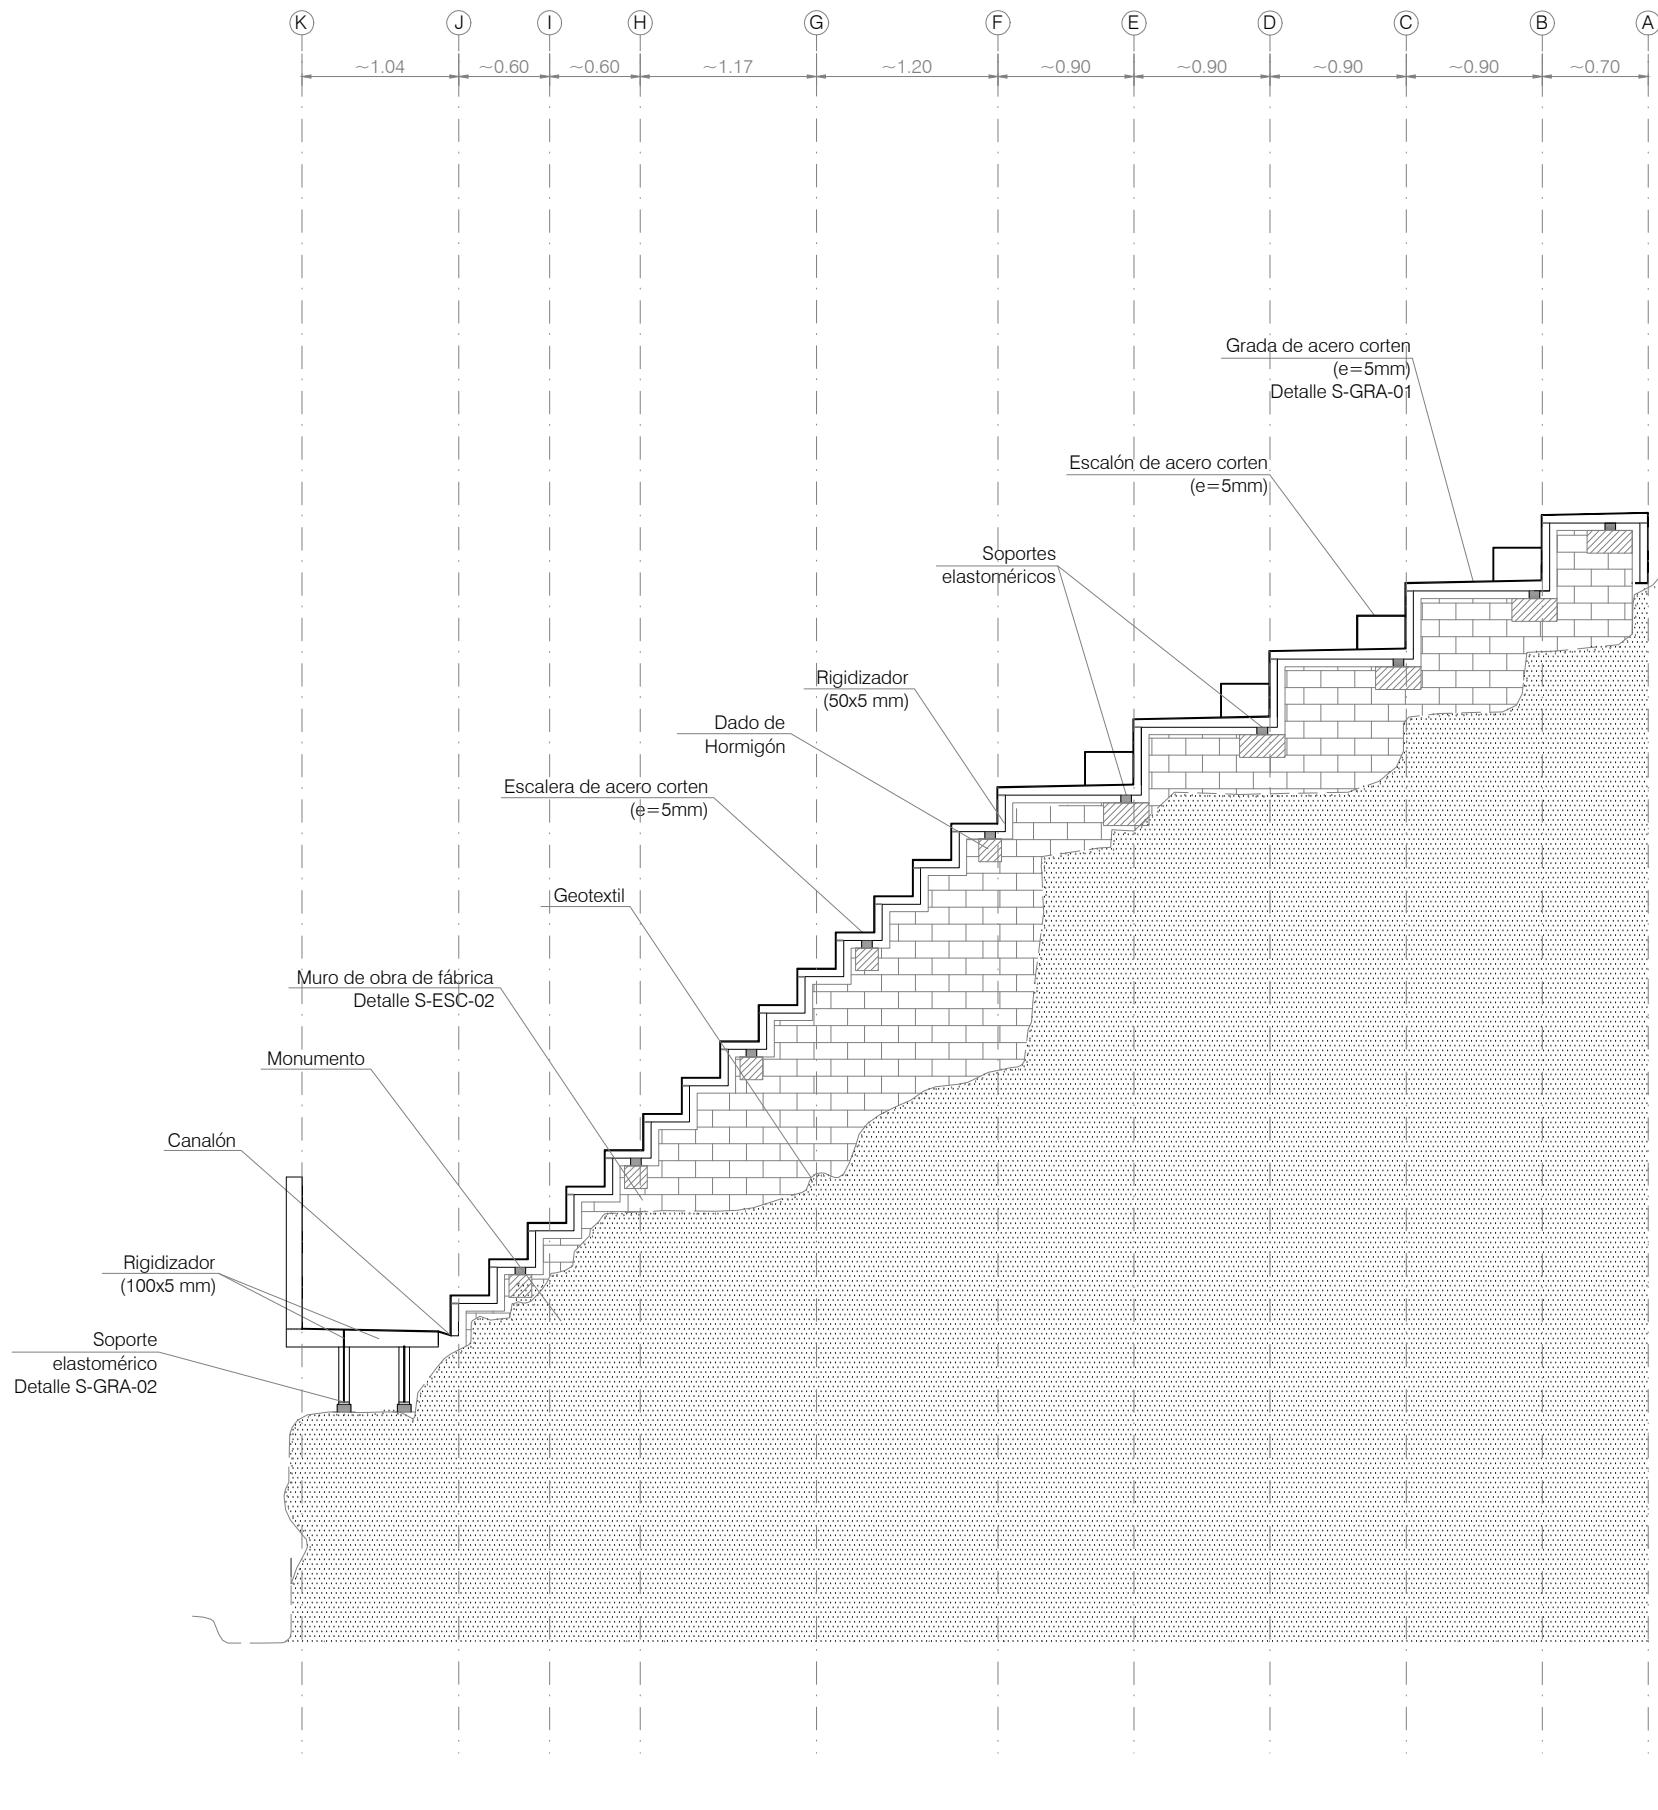 K J I H G F E D C B A
~1.04 ~0.60 ~0.60 ~1.17 ~1.20 ~0.90 ~0.90 ~0.90 ~0.90 ~0.70
Grada de acero corten
(e=5mm)
Detalle S-GRA-01
Escalón de acero corten
(e=5mm)
Soportes
elastoméricos
Rigidizador
(50x5 mm)
Dado de
Hormigón
Escalera de acero corten
(e=5mm)
Geotextil
Muro de obra de fábrica
Detalle S-ESC-02
Monumento
Canalón
Rigidizador
(100x5 mm)
Soporte
elastomérico
Detalle S-GRA-02